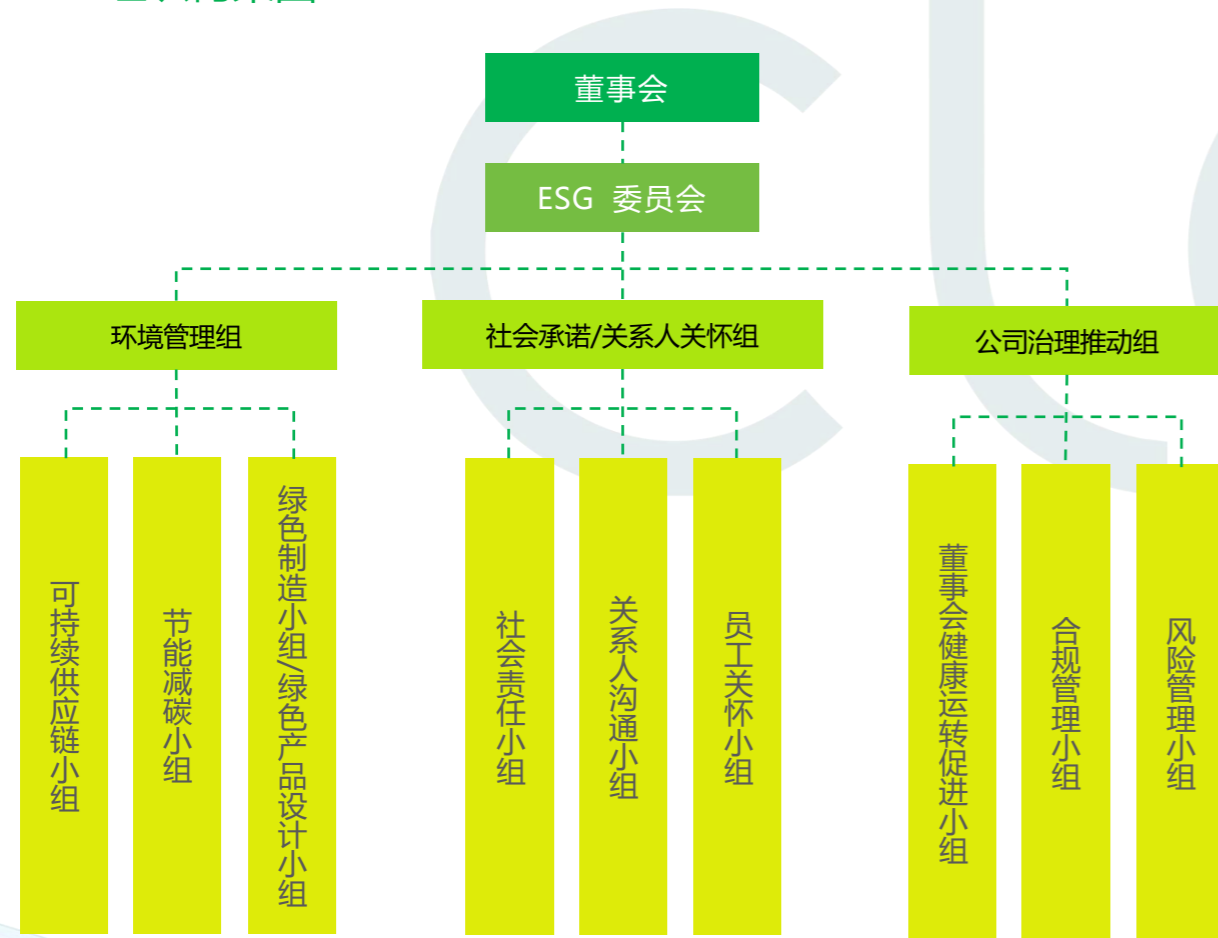 董事会
ESG 委员会
环境管理组
社会承诺/关系人关怀组
公司治理推动组
可持续供应链小组
节能减碳小组
绿色制造小组/绿色产品设计小组
社会责任小组
关系人沟通小组
员工关怀小组
董事会健康运转促进小组
合规管理小组
风险管理小组